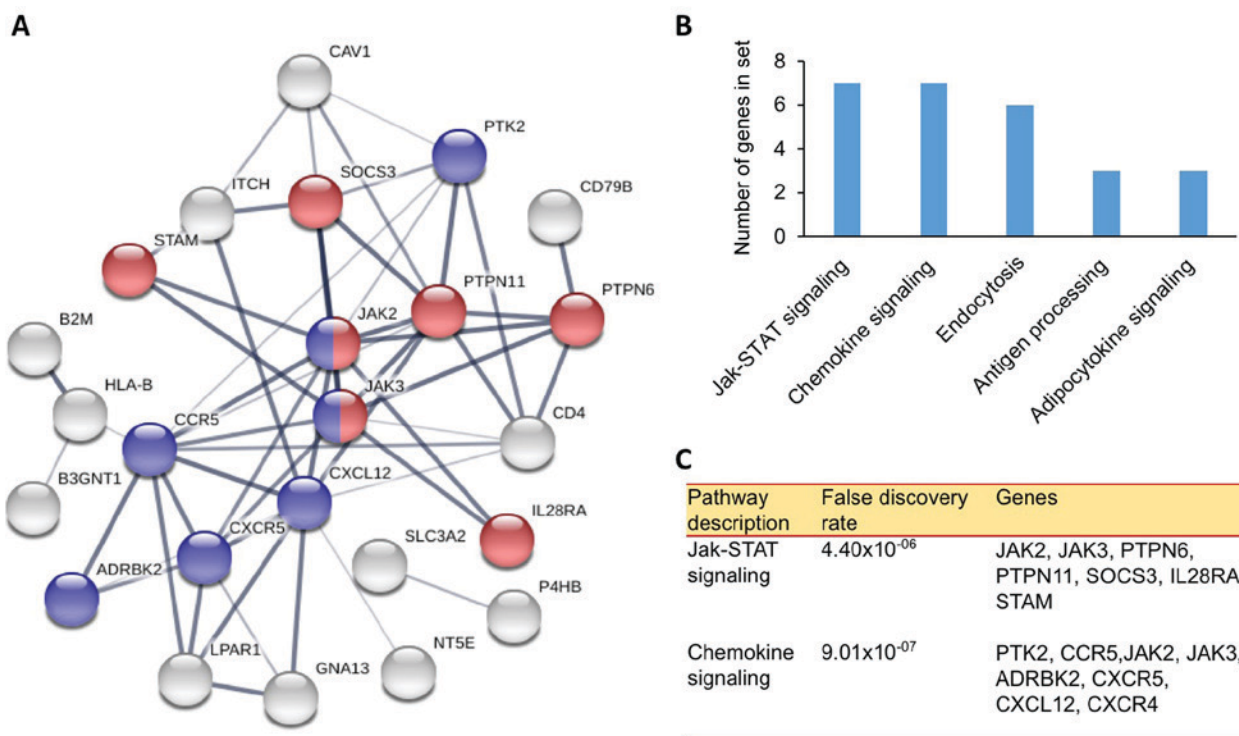 A
CAV1
PTK2
SOCS3
ITCH
CD79B
STAM
PTPN11
PTPN6
JAK2
B2M
HLA-B
JAK3
CCR5
CD4
B3GNT1
CXCL12
IL28RA
CXCR5
SLC3A2
ADRBK2
P4HB
LPAR1
NT5E
GNA13
B
Number of genes in set
8
6
4
2
0
Jak-STAT signaling
Chemokine signaling
Endocytosis
Antigen processing
Adipocytokine signaling
C
Pathway description False discovery rate Genes
Jak-STAT signaling 4.40x10-06 JAK2, JAK3, PTPN6,
PTPN11, SOCS3, IL28RA
STAM
Chemokine signaling 9.01x10-07 PTK2, CCR5,JAK2, JAK3,
ADRBK2, CXCR5,
CXCL12, CXCR4